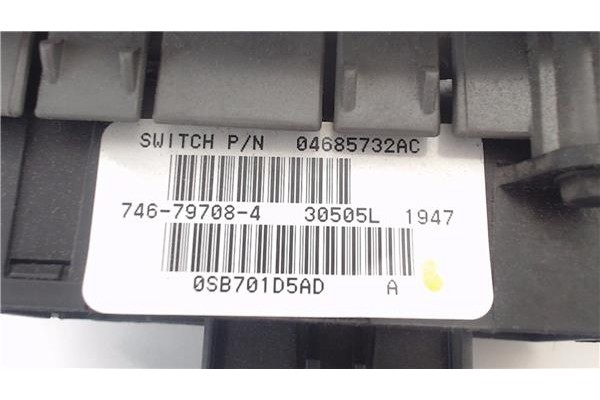 SWITCH P/N 04685732AC
746-79708-4 30505L 1947
0SB701D5AD A